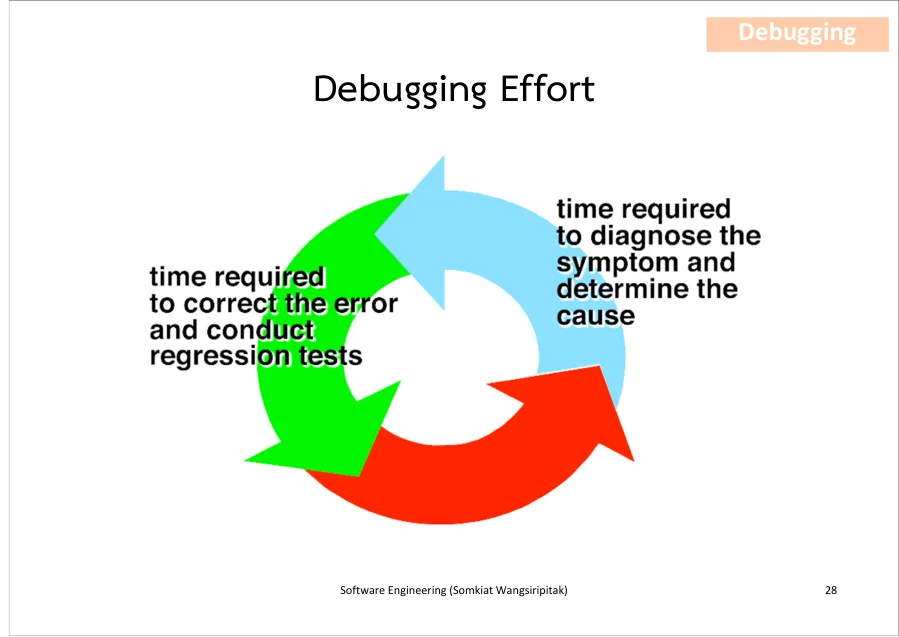 Debugging
Debugging Effort
time required
to diagnose the
symptom and
determine the
cause
time required
to correct the error
and conduct
regression tests
Software Engineering (Somkiat Wangsiripitak)
28